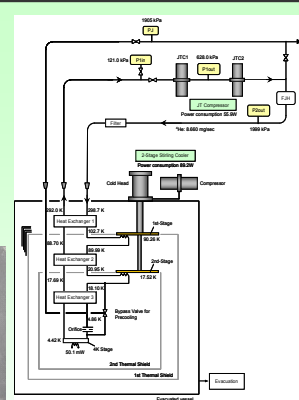 1905 kPa
PJ
121.0 kPa
P1in
JTC1
628.0 kPa
P1out
JTC2
JT Compressor
Power consumption 55.9W
FJH
P2out
1989 kPa
Filter
⁴He: 8.660 mg/sec
2-Stage Stirling Cooler
Power consumption 89.2W
Cold Head
Compressor
292.0 K
298.7 K
Heat Exchanger 1
102.7 K
1st-Stage
88.70 K
90.26 K
89.88 K
2nd-Stage
Heat Exchanger 2
20.95 K
17.69 K
17.52 K
18.10 K
Heat Exchanger 3
4.86 K
Bypass Valve for
Precooling
Orifice
4.42 K
4K Stage
50.1 mW
2nd Thermal Shield
1st Thermal Shield
Evacuation
Evacuated vessel